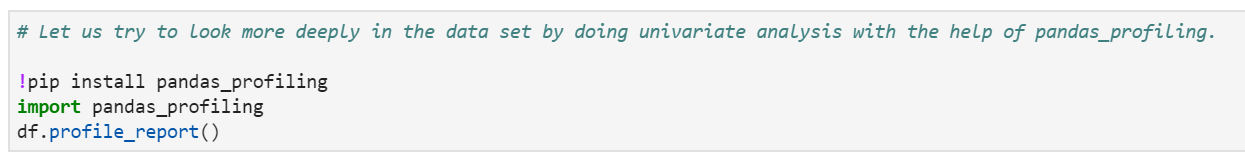 # Let us try to look more deeply in the data set by doing univariate analysis with the help of pandas_profiling.
!pip install pandas_profiling
import pandas_profiling
df.profile_report()